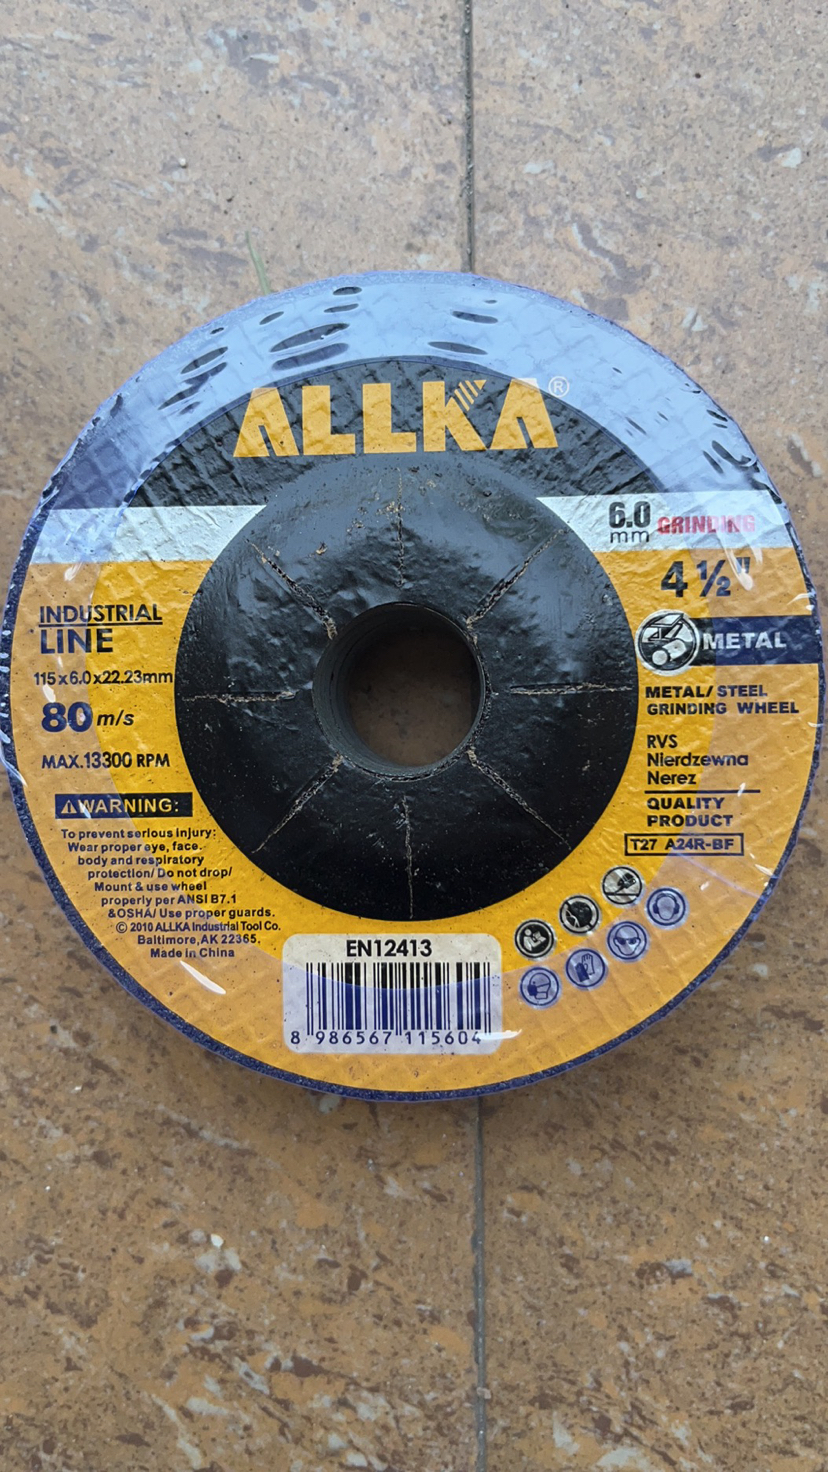 ALLKA®
6.0
mm
GRINDING
4 ½"
METAL
METAL/ STEEL
GRINDING WHEEL
RVS
Nierdzewna
Nerez
QUALITY
PRODUCT
T27 A24R-BF
INDUSTRIAL
LINE
115x6.0x22.23mm
80 m/s
MAX.13300 RPM
⚠WARNING:
To prevent serious injury:
Wear proper eye, face.
body and respiratory
protection/ Do not drop/
Mount & use wheel
properly per ANSI B7.1
&OSHA/ Use proper guards.
© 2010 ALLKA Industrial Tool Co.
Baltimore,AK 22365.
Made in China
EN12413
8 986567 115604